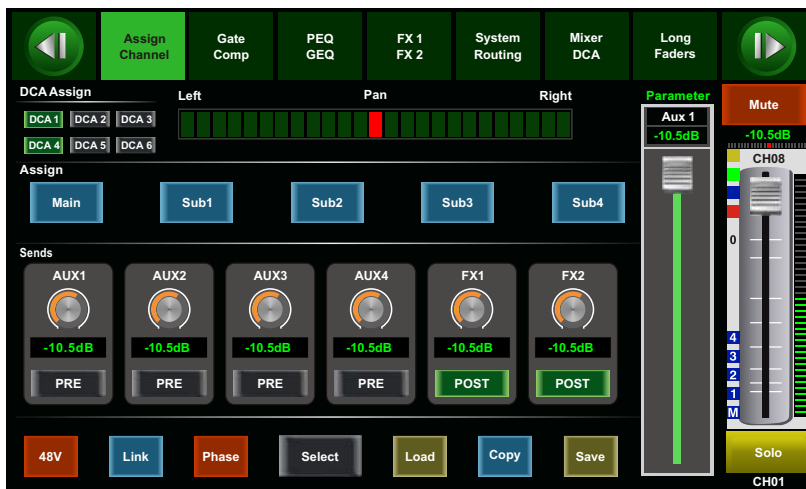 Assign Channel
Gate Comp
PEQ GEQ
FX 1 FX 2
System Routing
Mixer DCA
Long Faders
DCA Assign
DCA 1 DCA 2 DCA 3
DCA 4 DCA 5 DCA 6
Left Pan Right
Parameter
Aux 1
-10.5dB
Mute
-10.5dB
CH08
0
4
3
2
1
M
Assign
Main Sub1 Sub2 Sub3 Sub4
Sends
AUX1 AUX2 AUX3 AUX4 FX1 FX2
-10.5dB -10.5dB -10.5dB -10.5dB -10.5dB -10.5dB
PRE PRE PRE PRE POST POST
48V Link Phase Select Load Copy Save
Solo
CH01